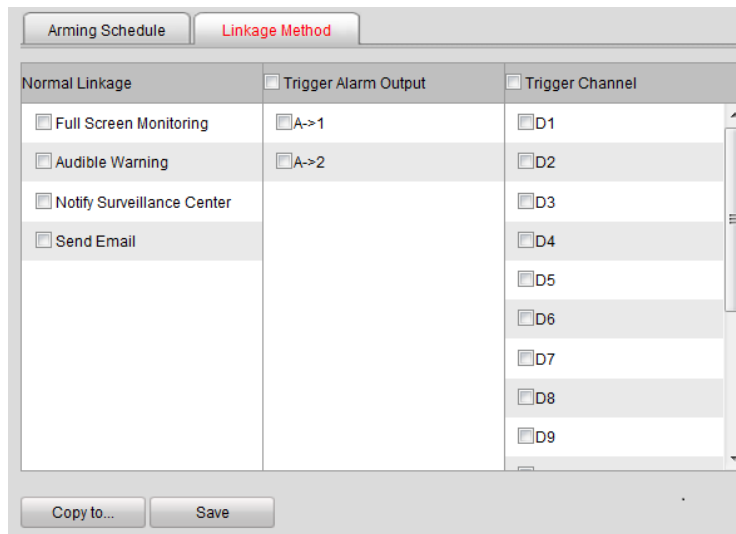 Arming Schedule
Linkage Method
Normal Linkage
Trigger Alarm Output
Trigger Channel
Full Screen Monitoring
A->1
D1
Audible Warning
A->2
D2
Notify Surveillance Center
D3
Send Email
D4
D5
D6
D7
D8
D9
Copy to...
Save